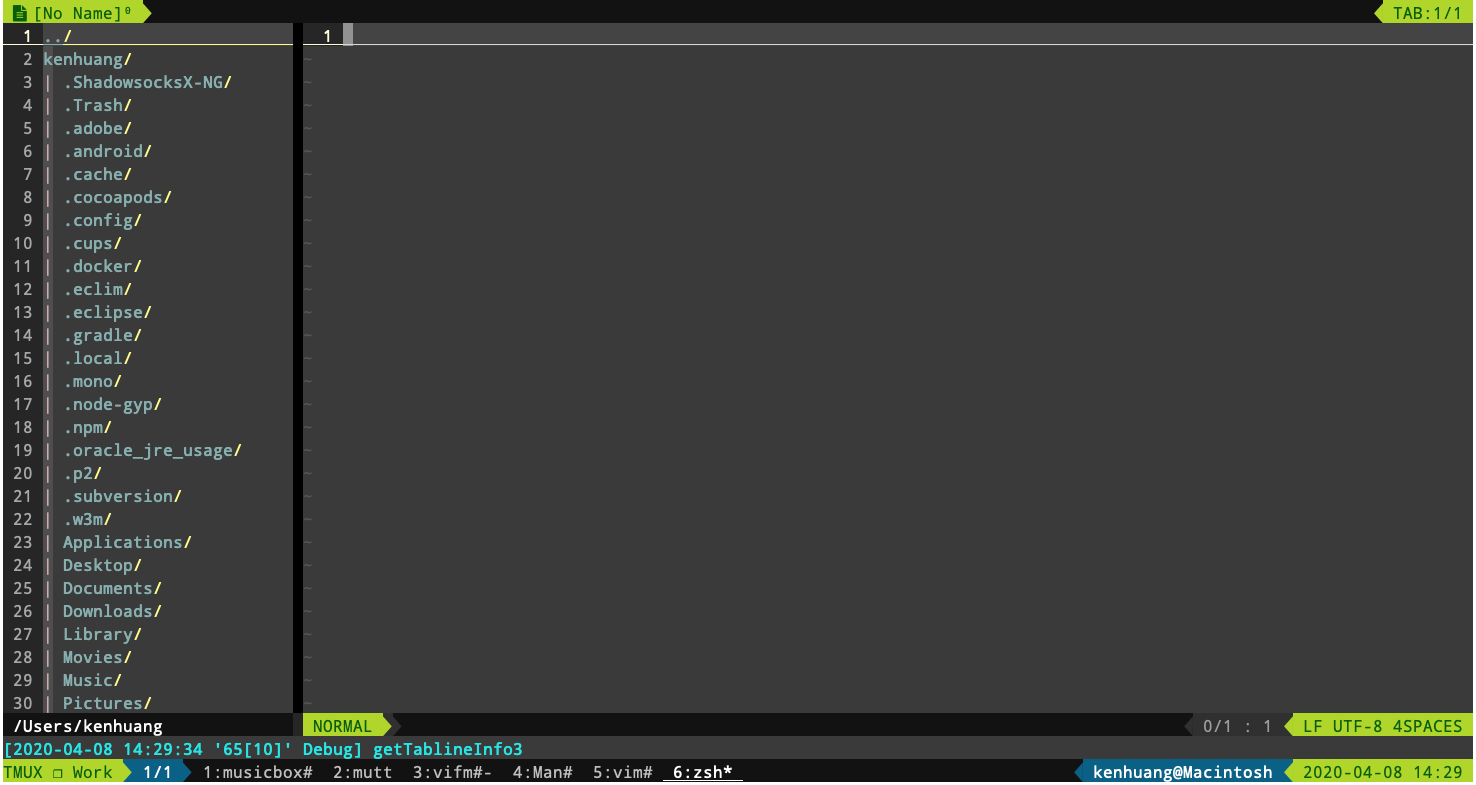 [No Name]⁰ TAB:1/1
1 ../ 1
2 kenhuang/ ~
3 | .ShadowsocksX-NG/ ~
4 | .Trash/ ~
5 | .adobe/ ~
6 | .android/ ~
7 | .cache/ ~
8 | .cocoapods/ ~
9 | .config/ ~
10 | .cups/ ~
11 | .docker/ ~
12 | .eclim/ ~
13 | .eclipse/ ~
14 | .gradle/ ~
15 | .local/ ~
16 | .mono/ ~
17 | .node-gyp/ ~
18 | .npm/ ~
19 | .oracle_jre_usage/ ~
20 | .p2/ ~
21 | .subversion/ ~
22 | .w3m/ ~
23 | Applications/ ~
24 | Desktop/ ~
25 | Documents/ ~
26 | Downloads/ ~
27 | Library/ ~
28 | Movies/ ~
29 | Music/ ~
30 | Pictures/ ~
/Users/kenhuang NORMAL 0/1 : 1 LF UTF-8 4SPACES
[2020-04-08 14:29:34 '65[10]' Debug] getTablineInfo3
TMUX ❐ Work 1/1 1:musicbox# 2:mutt 3:vifm#- 4:Man# 5:vim# 6:zsh* kenhuang@Macintosh 2020-04-08 14:29